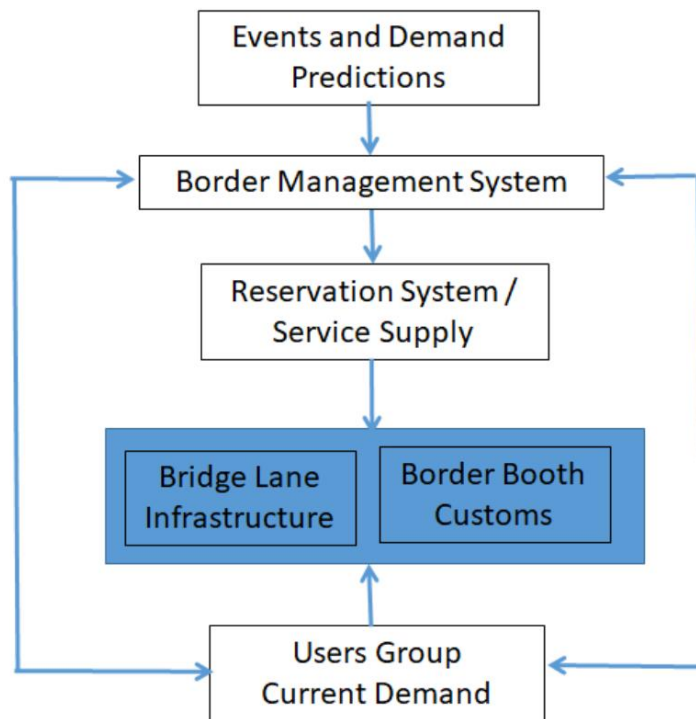 Events and Demand
Predictions
Border Management System
Reservation System /
Service Supply
Bridge Lane
Infrastructure
Border Booth
Customs
Users Group
Current Demand